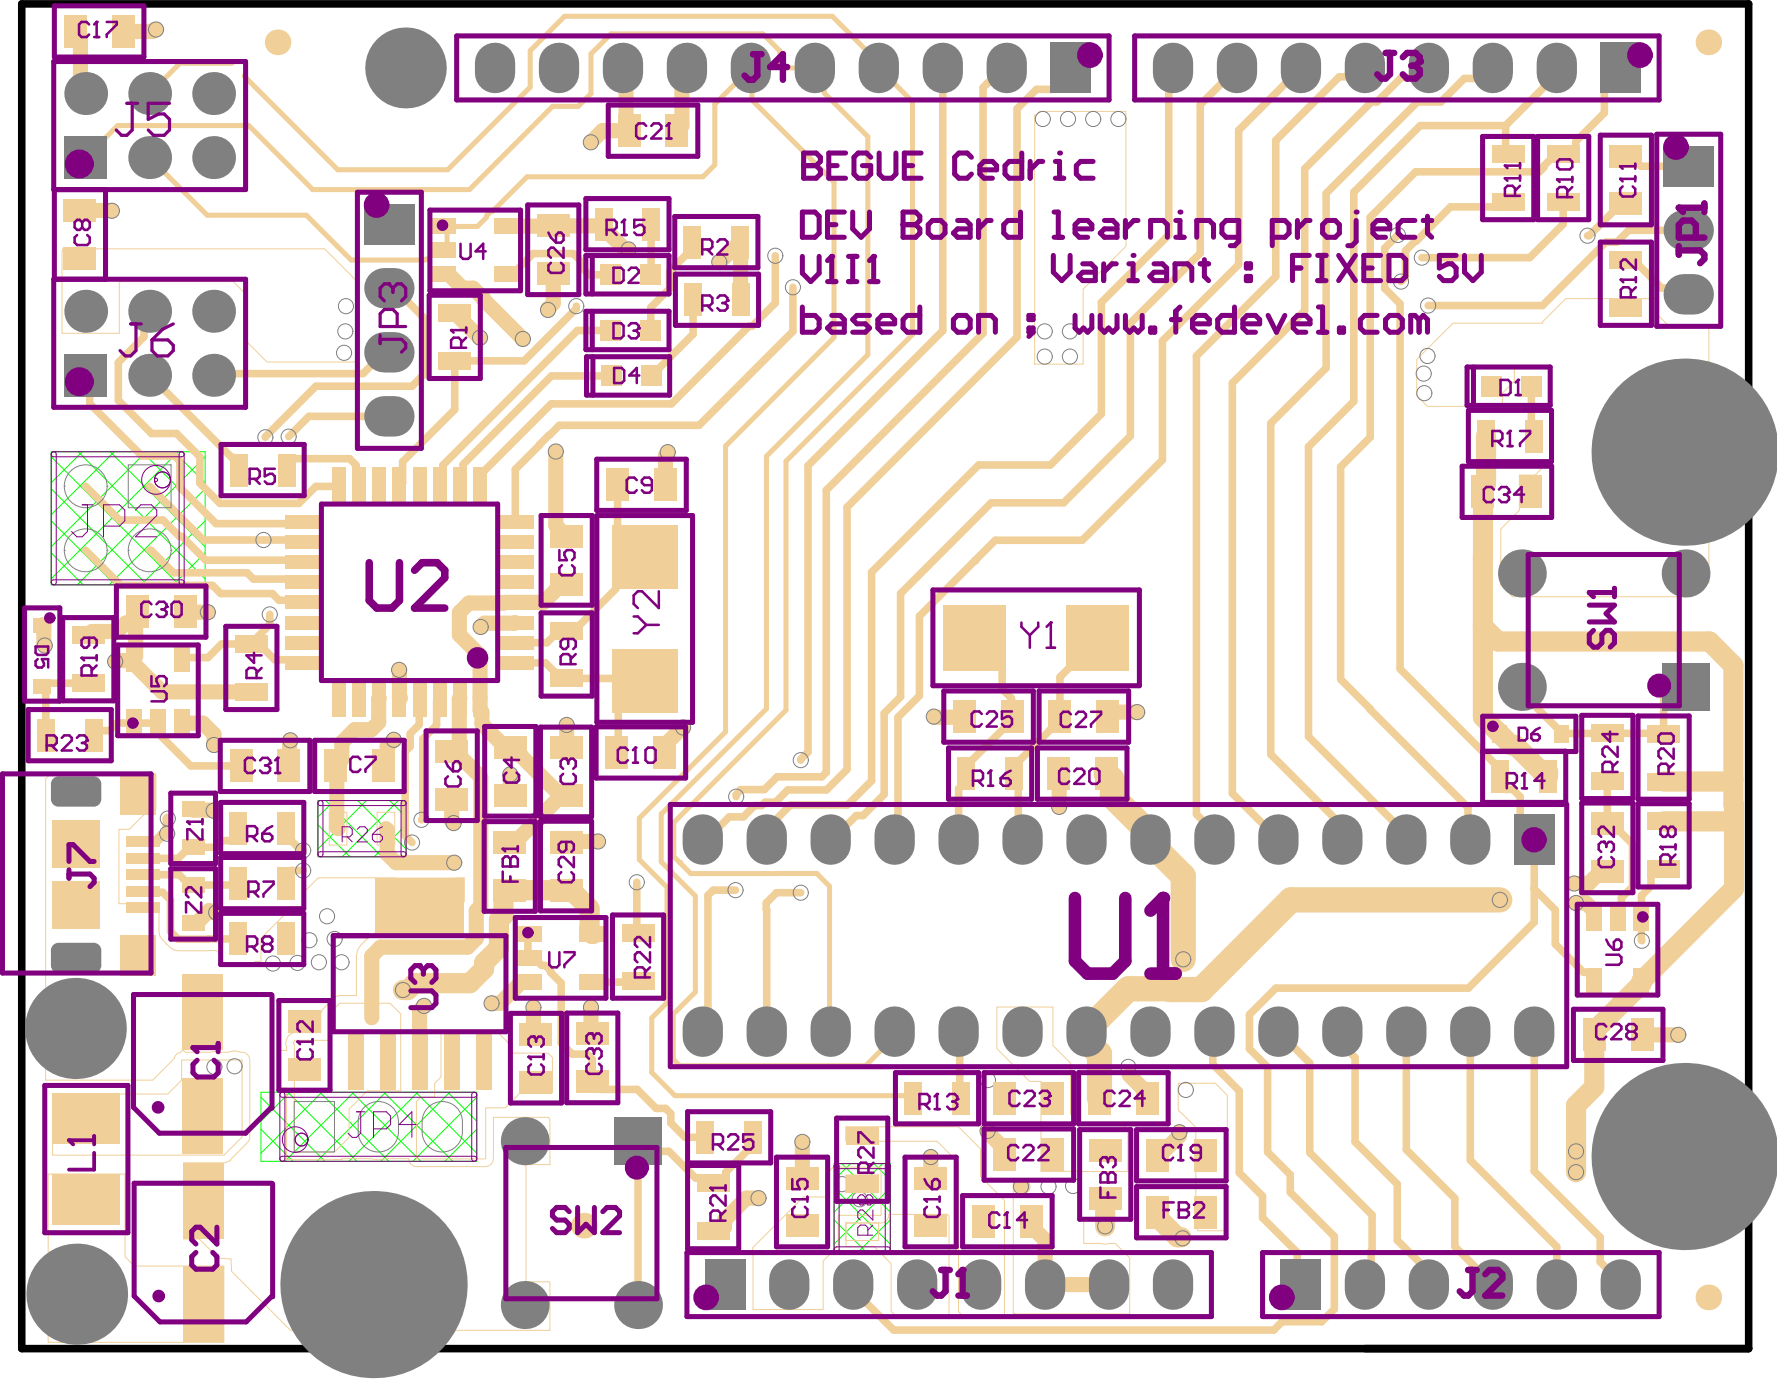 C17
J4
J3
J5
C21
R11
R10
C11
BEGUE Cedric
DEV Board learning project
V1I1
Variant : FIXED 5V
based on ; www.fedevel.com
C8
U4
C26
R15
R2
D2
R3
D3
D4
JP1
R12
JP3
R1
J6
D1
R17
C34
R5
C9
JP2
U2
C5
Y2
R9
Y1
SW1
C30
D5
R19
R4
U5
R23
C31
C7
C6
C4
C3
C10
C25
C27
R16
C20
D6
R24
R20
R14
Z1
R6
R26
J7
R7
Z2
R8
FB1
C29
U1
C32
R18
U7
R22
U6
U3
C1
C12
C13
C33
C28
R13
C23
C24
L1
JP4
R25
R27
C22
FB3
C19
R21
C15
R28
C16
C14
FB2
SW2
C2
J1
J2